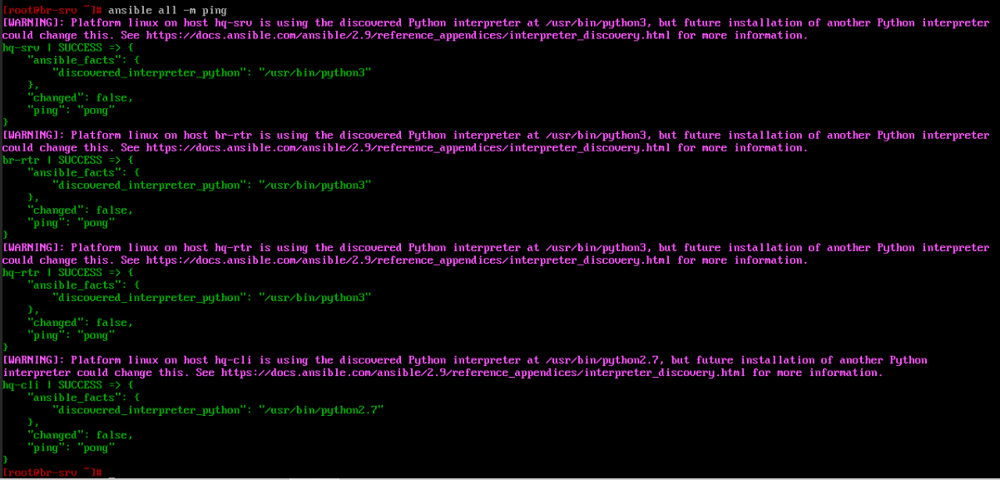 [root@br-srv ~]# ansible all -m ping
[WARNING]: Platform linux on host hq-srv is using the discovered Python interpreter at /usr/bin/python3, but future installation of another Python interpreter
could change this. See https://docs.ansible.com/ansible/2.9/reference_appendices/interpreter_discovery.html for more information.
hq-srv | SUCCESS => {
    "ansible_facts": {
        "discovered_interpreter_python": "/usr/bin/python3"
    },
    "changed": false,
    "ping": "pong"
}
[WARNING]: Platform linux on host br-rtr is using the discovered Python interpreter at /usr/bin/python3, but future installation of another Python interpreter
could change this. See https://docs.ansible.com/ansible/2.9/reference_appendices/interpreter_discovery.html for more information.
br-rtr | SUCCESS => {
    "ansible_facts": {
        "discovered_interpreter_python": "/usr/bin/python3"
    },
    "changed": false,
    "ping": "pong"
}
[WARNING]: Platform linux on host hq-rtr is using the discovered Python interpreter at /usr/bin/python3, but future installation of another Python interpreter
could change this. See https://docs.ansible.com/ansible/2.9/reference_appendices/interpreter_discovery.html for more information.
hq-rtr | SUCCESS => {
    "ansible_facts": {
        "discovered_interpreter_python": "/usr/bin/python3"
    },
    "changed": false,
    "ping": "pong"
}
[WARNING]: Platform linux on host hq-cli is using the discovered Python interpreter at /usr/bin/python2.7, but future installation of another Python
interpreter could change this. See https://docs.ansible.com/ansible/2.9/reference_appendices/interpreter_discovery.html for more information.
hq-cli | SUCCESS => {
    "ansible_facts": {
        "discovered_interpreter_python": "/usr/bin/python2.7"
    },
    "changed": false,
    "ping": "pong"
}
[root@br-srv ~]# _